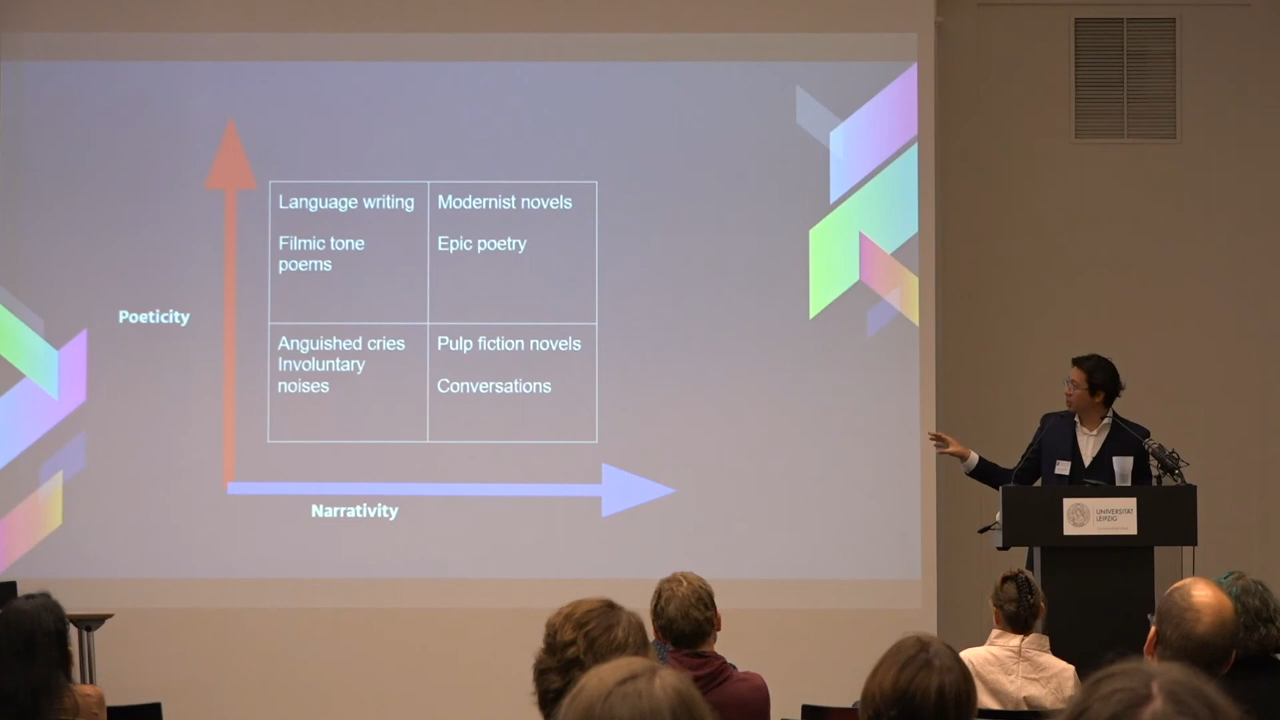 Language writing
Filmic tone
poems
Modernist novels
Epic poetry
Poeticity
Anguished cries
Involuntary
noises
Pulp fiction novels
Conversations
Narrativity
UNIVERSITÄT
LEIPZIG